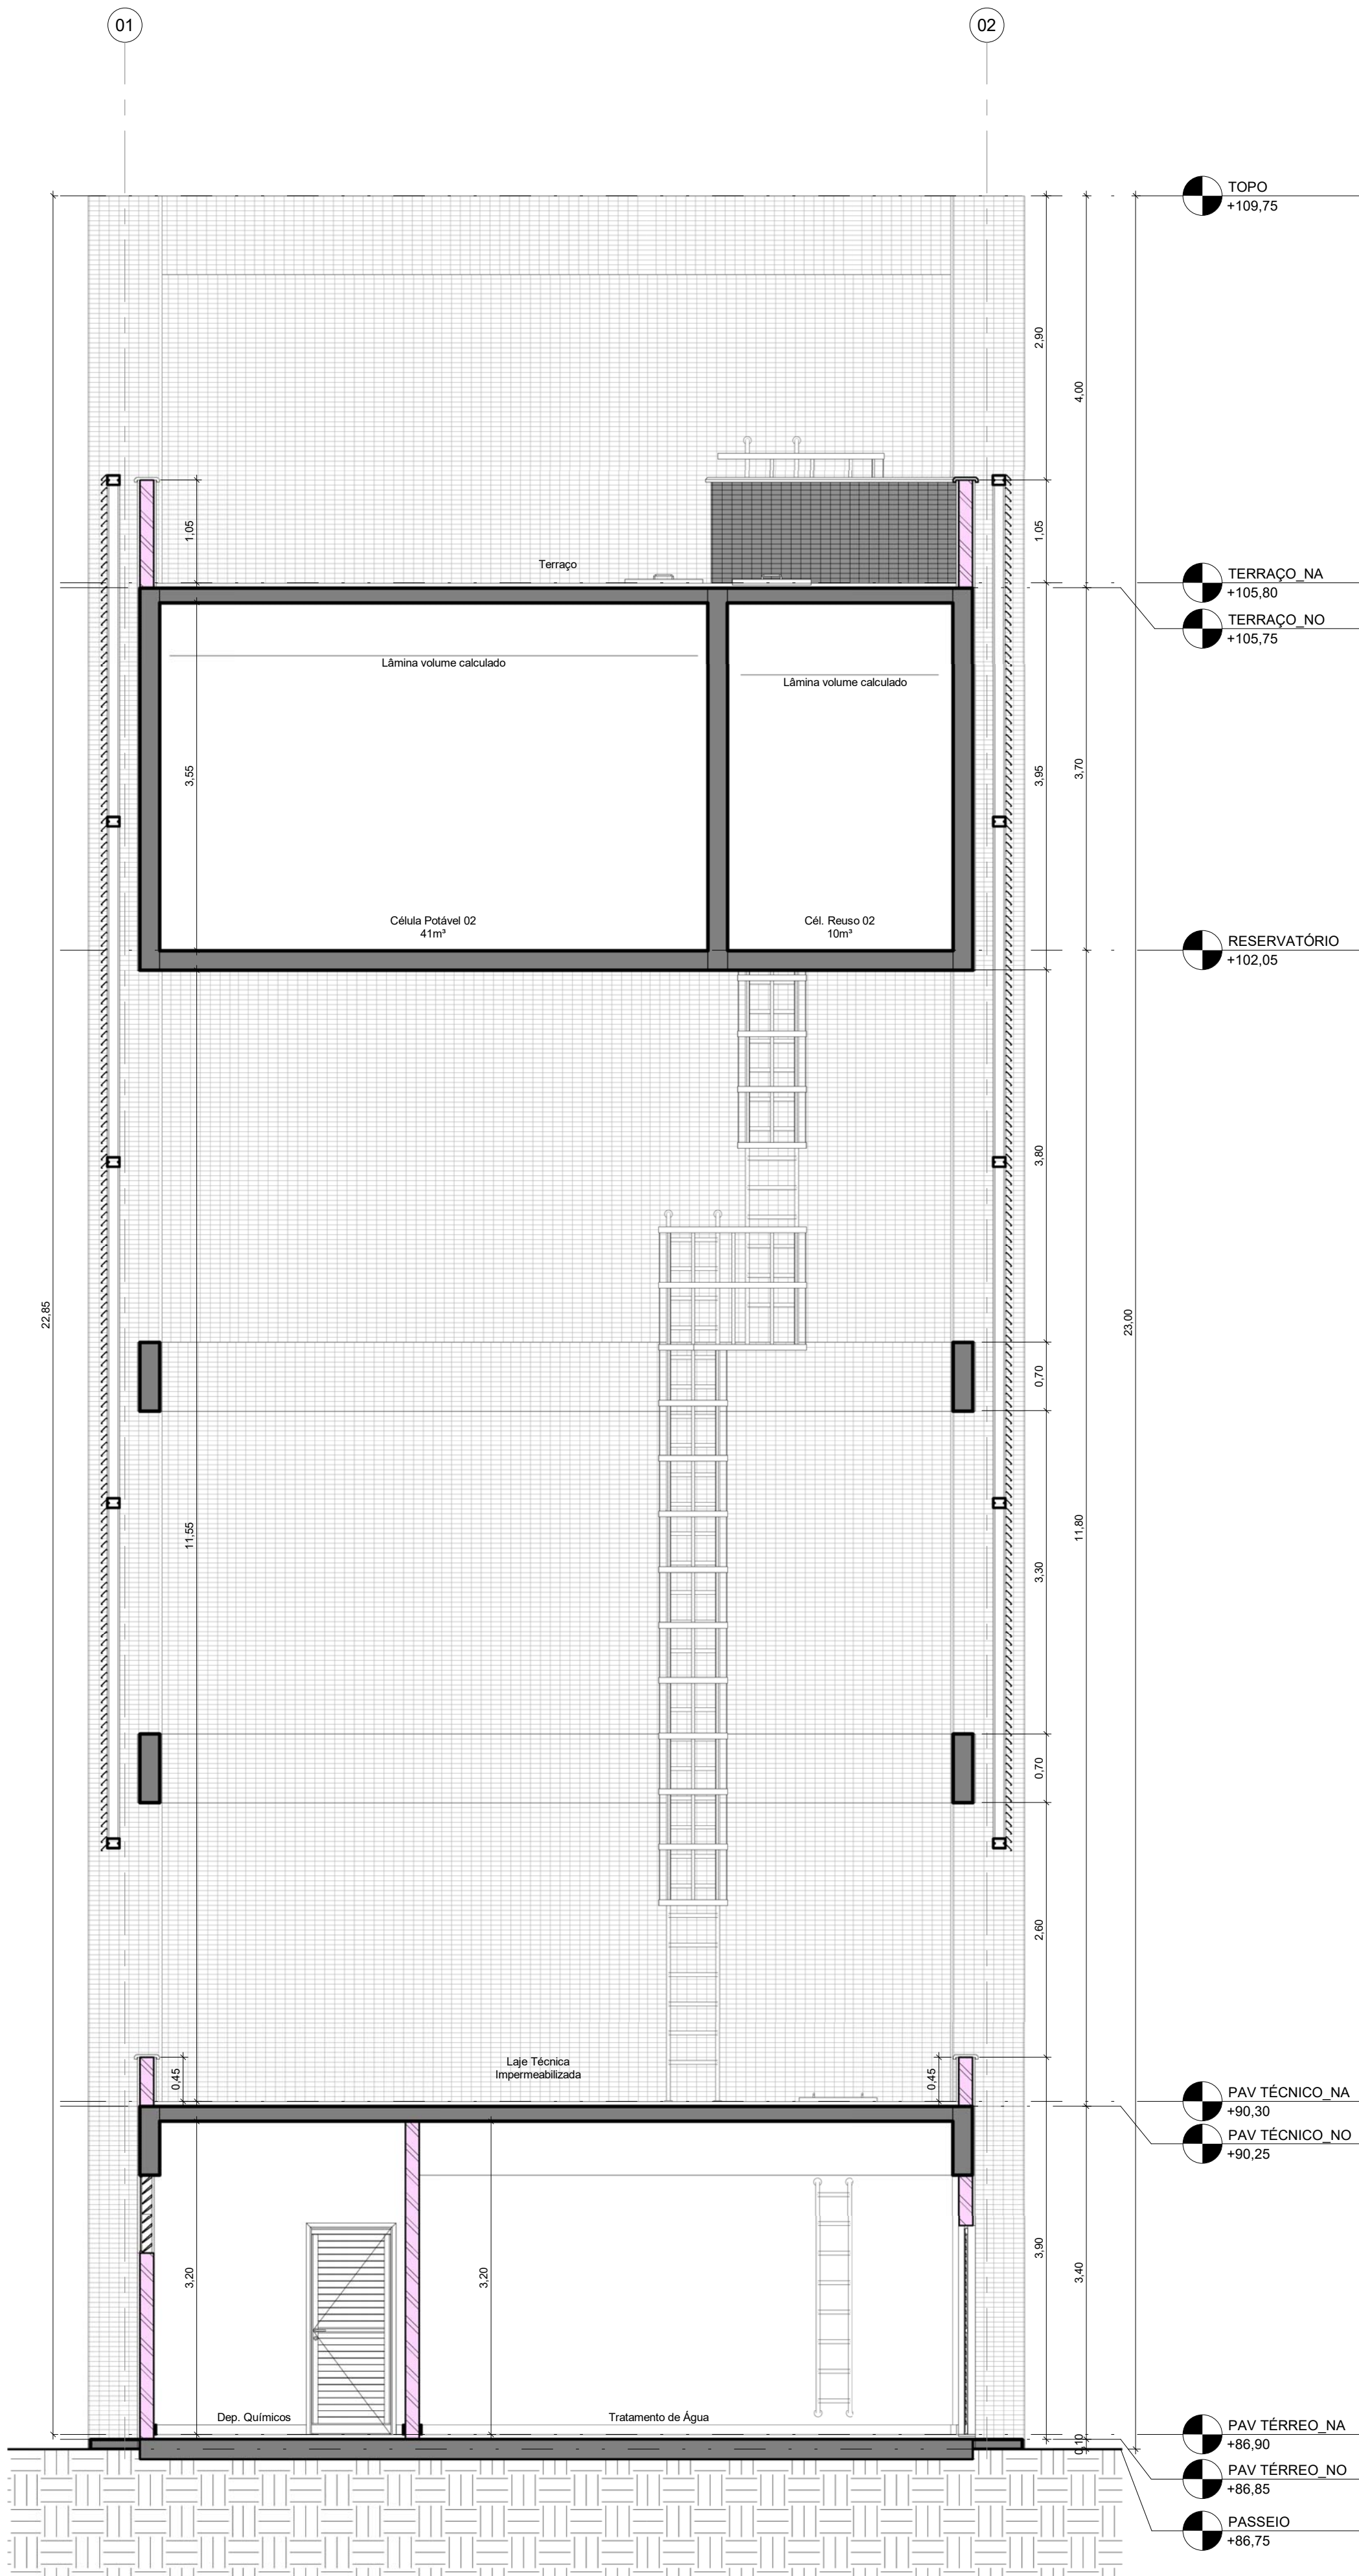 01
02
TOPO
+109,75
2,90
4,00
1,05
1,05
Terraço
TERRAÇO_NA
+105,80
TERRAÇO_NO
+105,75
Lâmina volume calculado
Lâmina volume calculado
3,55
3,95
3,70
Célula Potável 02
41m³
Cél. Reuso 02
10m³
RESERVATÓRIO
+102,05
3,80
22,85
23,00
0,70
11,55
11,80
3,30
0,70
2,60
0,45
Laje Técnica
Impermeabilizada
0,45
PAV TÉCNICO_NA
+90,30
PAV TÉCNICO_NO
+90,25
3,20
3,20
3,90
3,40
Dep. Químicos
Tratamento de Água
PAV TÉRREO_NA
+86,90
0,10
PAV TÉRREO_NO
+86,85
PASSEIO
+86,75